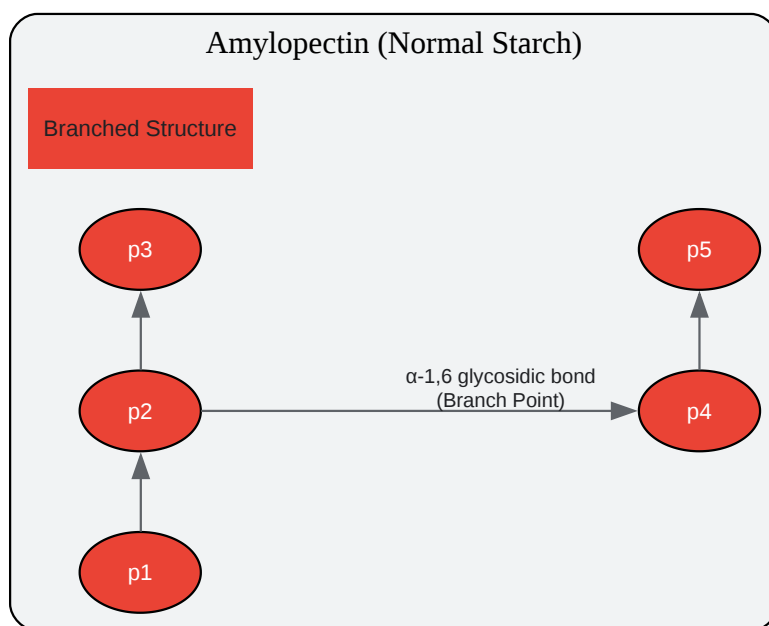 Amylopectin (Normal Starch)
Branched Structure
p3
p5
α-1,6 glycosidic bond
(Branch Point)
p2
p4
p1